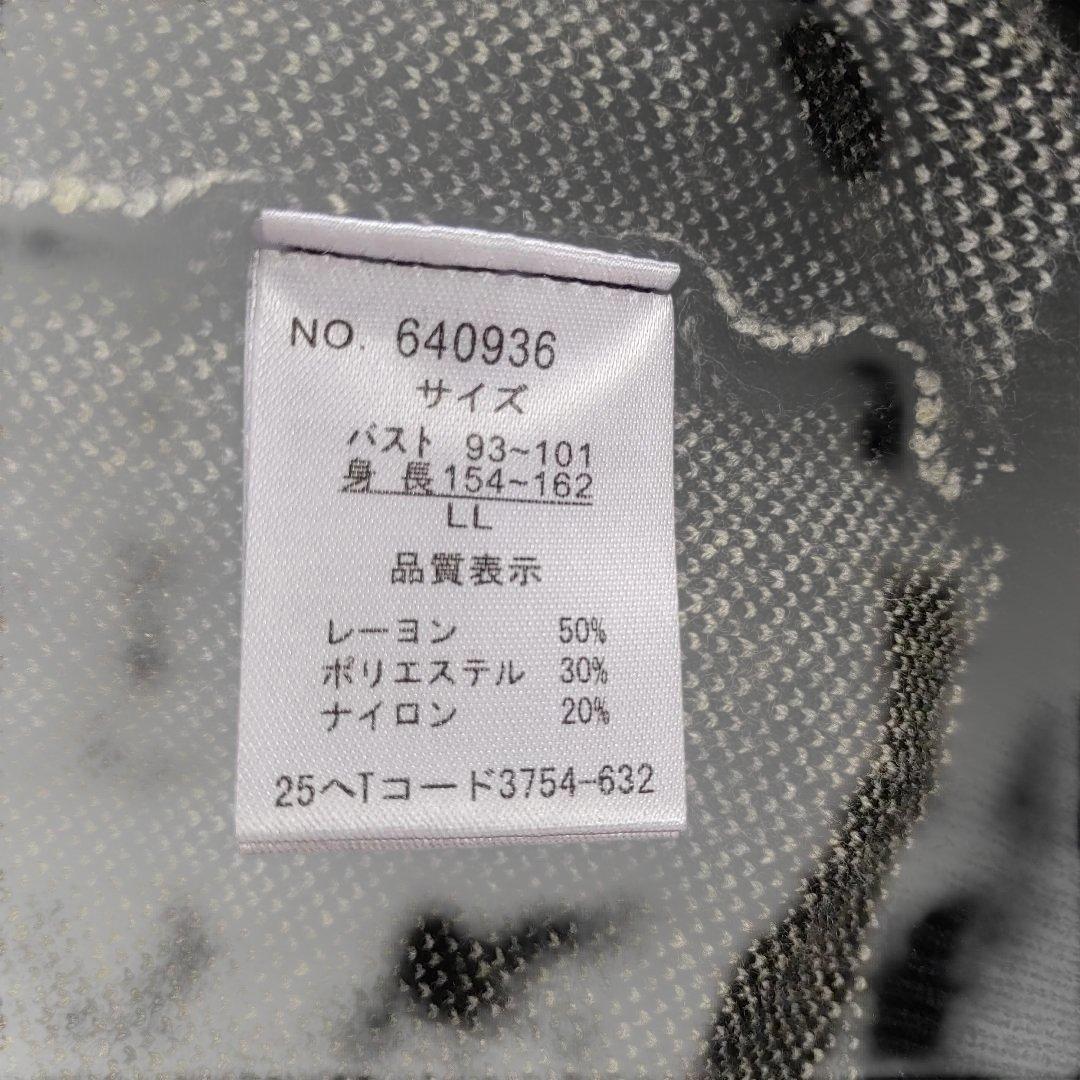 NO. 640936
サイズ
バスト 93~101
身 長 154~162
LL
品質表示
レーヨン 50%
ポリエステル 30%
ナイロン 20%
25へTコード3754-632